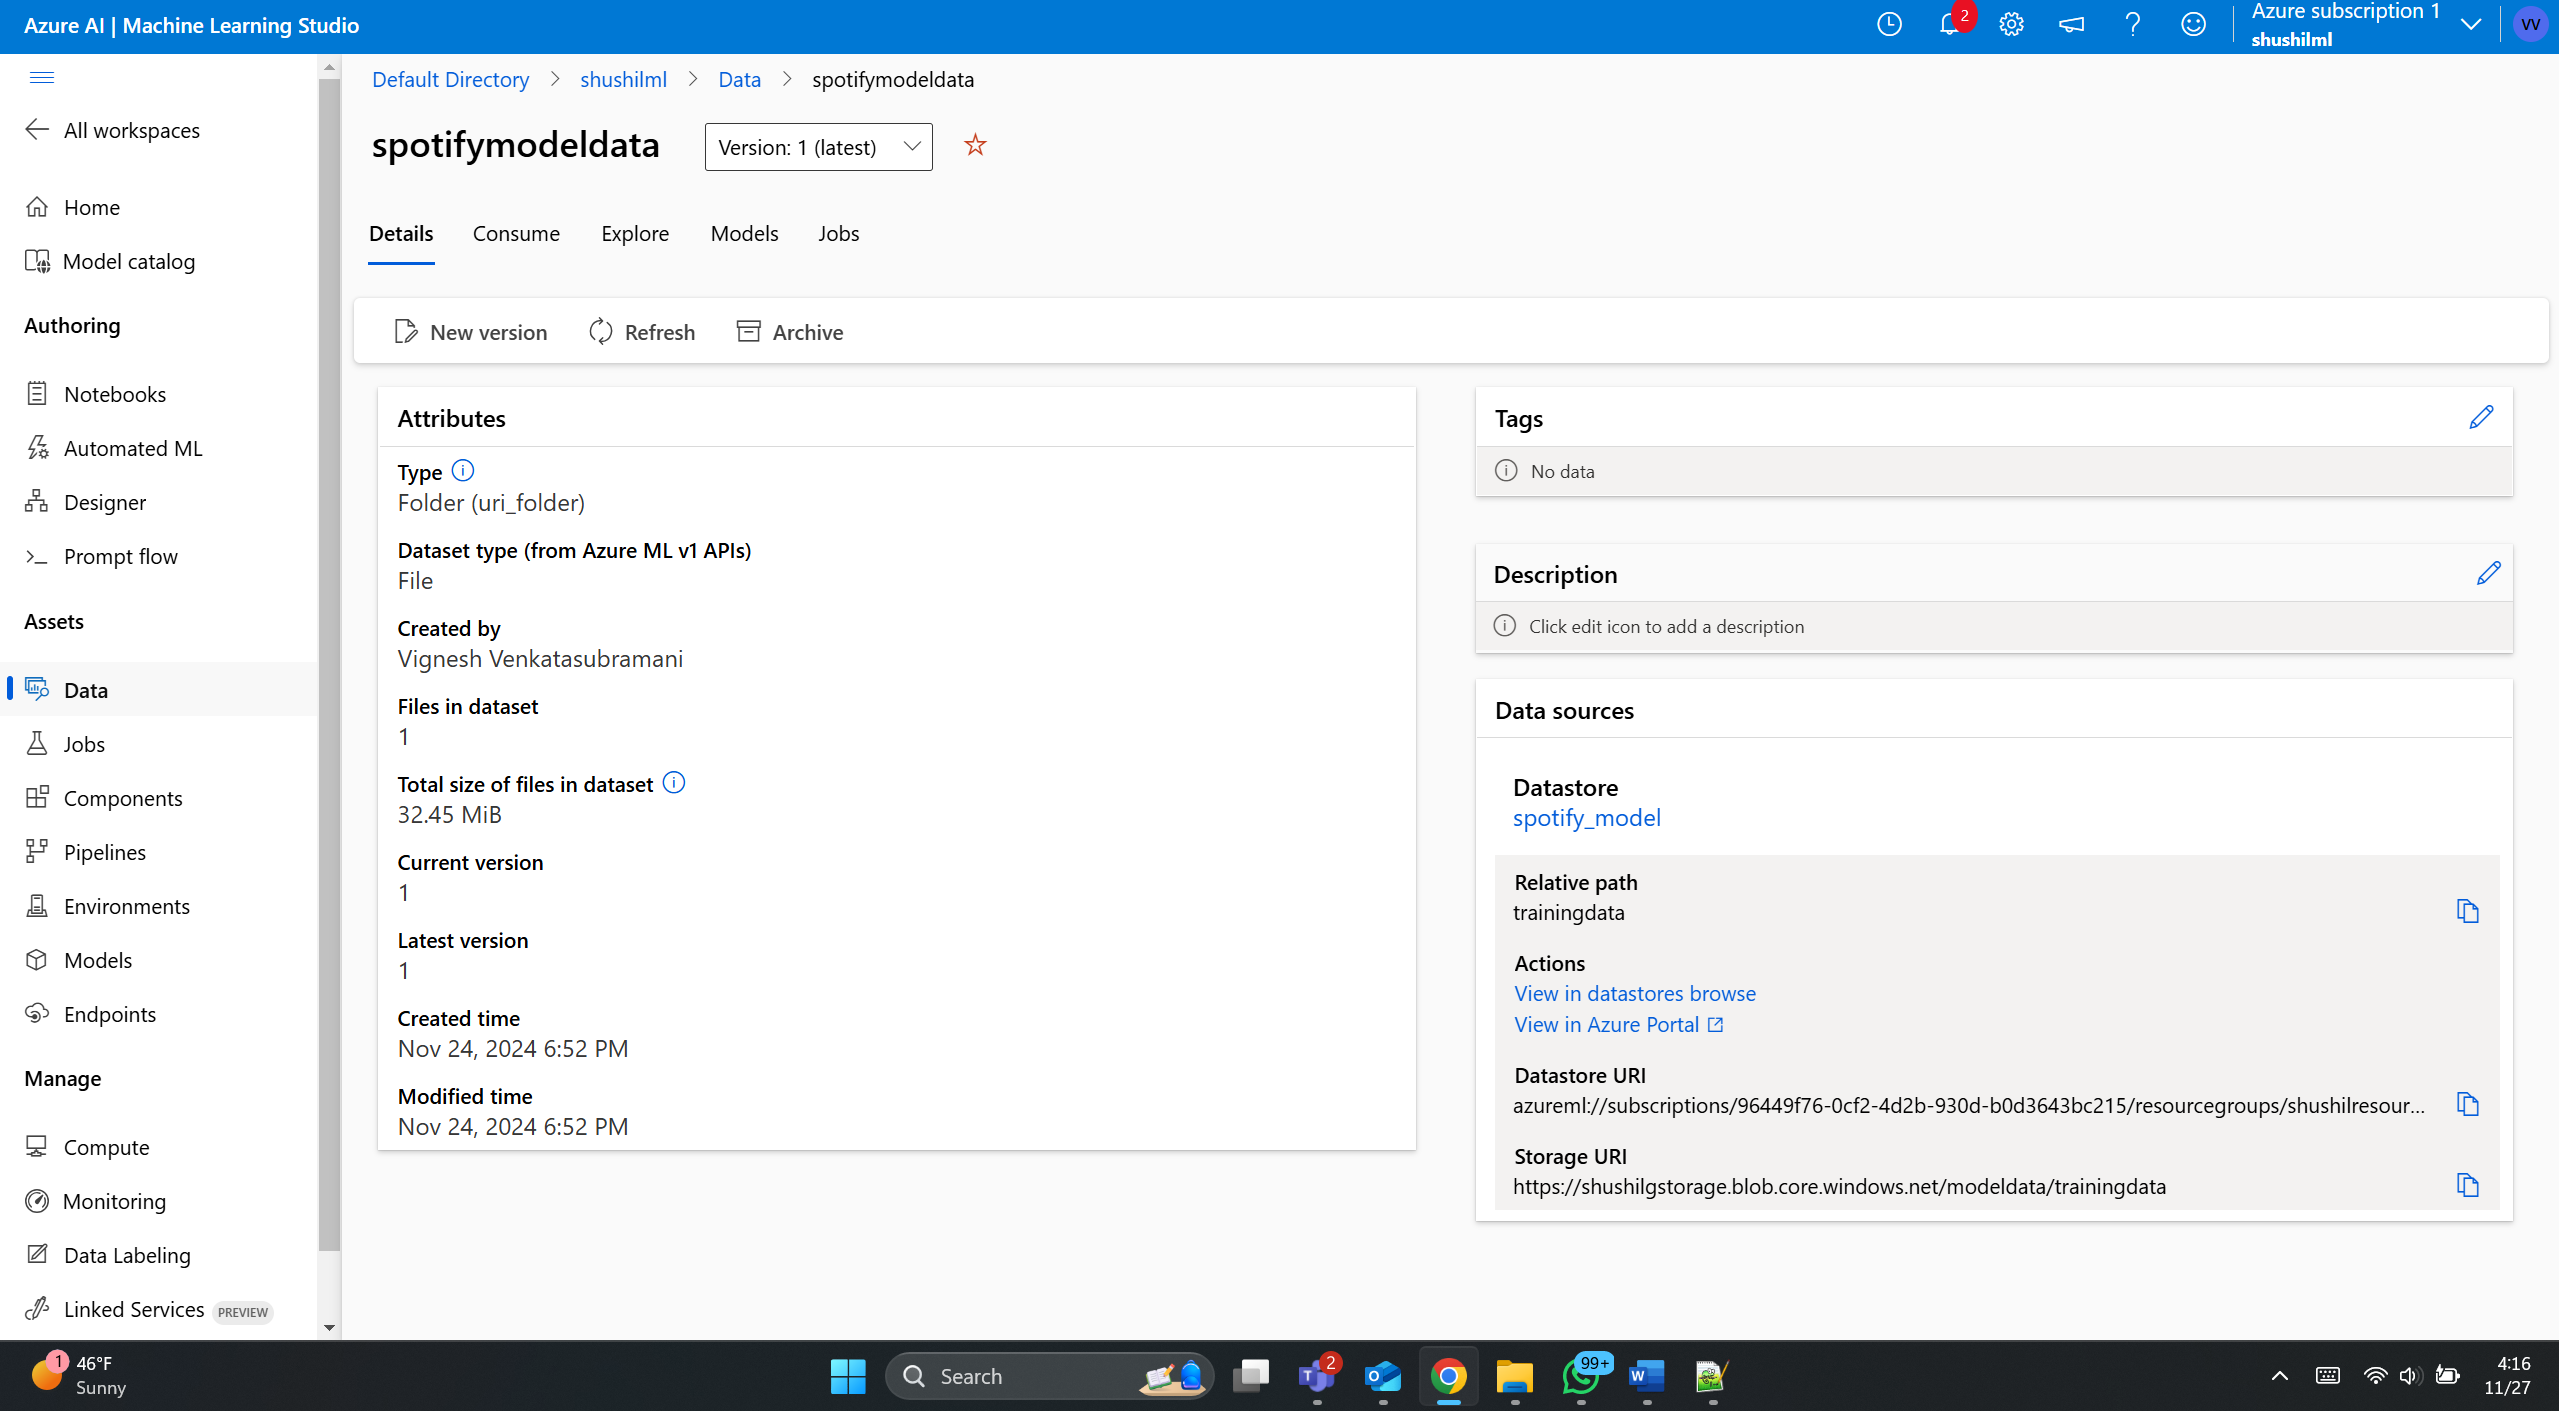 Azure AI | Machine Learning Studio
2
Azure subscription 1
shushilml
VV
All workspaces
Home
Model catalog
Authoring
Notebooks
Automated ML
Designer
Prompt flow
Assets
Data
Jobs
Components
Pipelines
Environments
Models
Endpoints
Manage
Compute
Monitoring
Data Labeling
Linked Services PREVIEW
Default Directory > shushilml > Data > spotifymodeldata
spotifymodeldata
Version: 1 (latest)
Details Consume Explore Models Jobs
New version Refresh Archive
Attributes
Type
Folder (uri_folder)
Dataset type (from Azure ML v1 APIs)
File
Created by
Vignesh Venkatasubramani
Files in dataset
1
Total size of files in dataset
32.45 MiB
Current version
1
Latest version
1
Created time
Nov 24, 2024 6:52 PM
Modified time
Nov 24, 2024 6:52 PM
Tags
No data
Description
Click edit icon to add a description
Data sources
Datastore
spotify_model
Relative path
trainingdata
Actions
View in datastores browse
View in Azure Portal
Datastore URI
azureml://subscriptions/96449f76-0cf2-4d2b-930d-b0d3643bc215/resourcegroups/shushilresour...
Storage URI
https://shushilgstorage.blob.core.windows.net/modeldata/trainingdata
1
46°F
Sunny
Search
2
99+
4:16
11/27